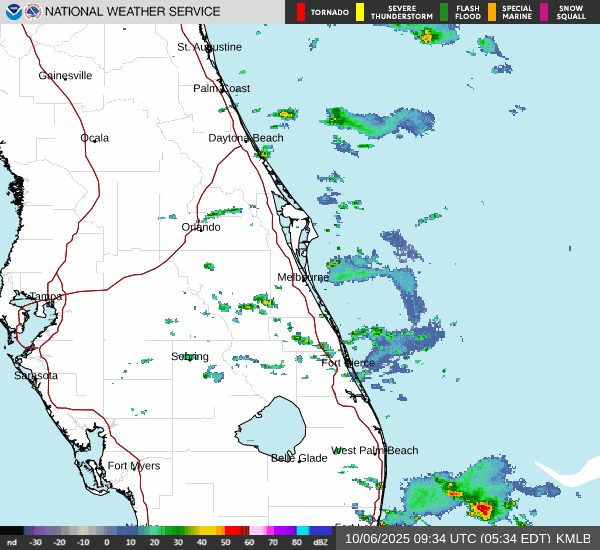 NATIONAL WEATHER SERVICE
TORNADO
SEVERE THUNDERSTORM
FLASH FLOOD
SPECIAL MARINE
SNOW SQUALL
St. Augustine
Gainesville
Palm Coast
Ocala
Daytona Beach
Orlando
Melbourne
Tampa
Sebring
Fort Pierce
Sarasota
West Palm Beach
Belle Glade
Fort Myers
nd -30 -20 -10 0 10 20 30 40 50 60 70 80 dBZ
10/06/2025 09:34 UTC (05:34 EDT) KMLB